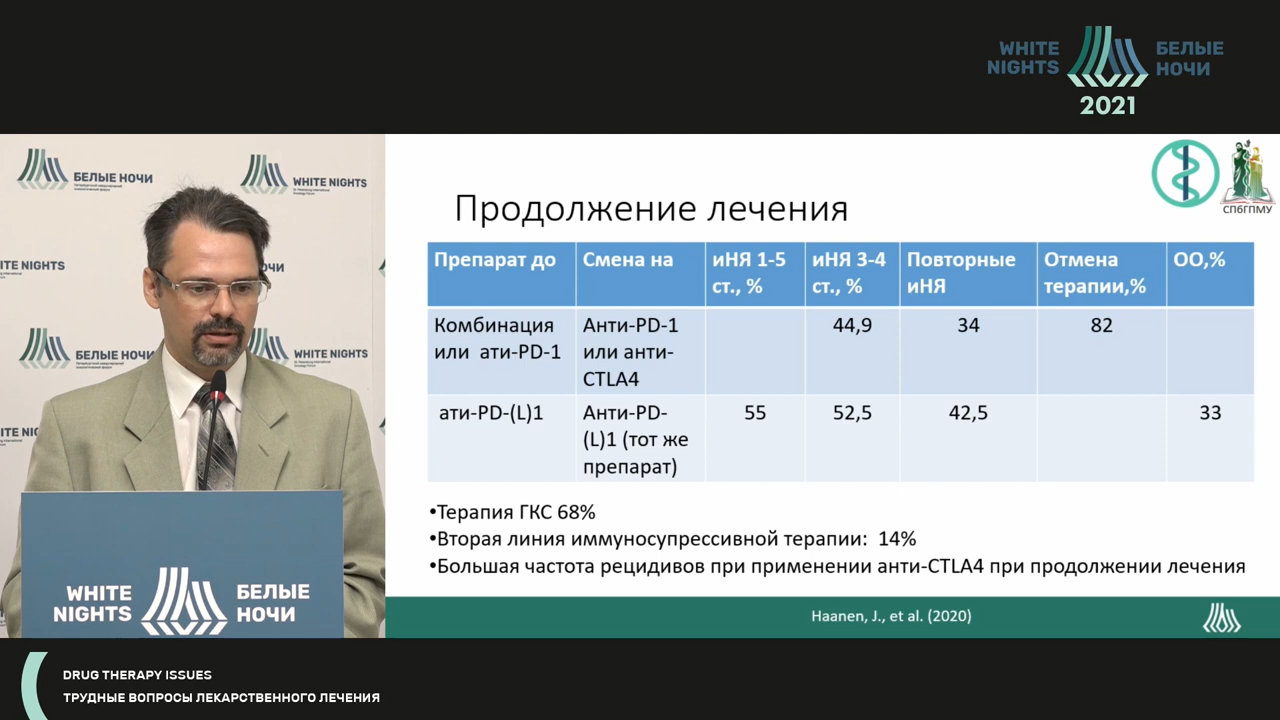 WHITE NIGHTS
БЕЛЫЕ НОЧИ
2021
БЕЛЫЕ НОЧИ
WHITE NIGHTS
ITE NIGHTS
ОЧИ
БЕЛЫЕ НОЧИ
WHITE NIGHTS
ITE NI
WHITE NIGHTS
БЕЛЫЕ НОЧИ
СПбГПМУ
Продолжение лечения
Препарат до | Смена на | иНЯ 1-5 ст., % | иНЯ 3-4 ст., % | Повторные иНЯ | Отмена терапии,% | ОО,%
Комбинация или ати-PD-1 | Анти-PD-1 или анти-CTLA4 | | 44,9 | 34 | 82 |
ати-PD-(L)1 | Анти-PD-(L)1 (тот же препарат) | 55 | 52,5 | 42,5 | | 33
•Терапия ГКС 68%
•Вторая линия иммуносупрессивной терапии: 14%
•Большая частота рецидивов при применении анти-CTLA4 при продолжении лечения
Haanen, J., et al. (2020)
DRUG THERAPY ISSUES
ТРУДНЫЕ ВОПРОСЫ ЛЕКАРСТВЕННОГО ЛЕЧЕНИЯ